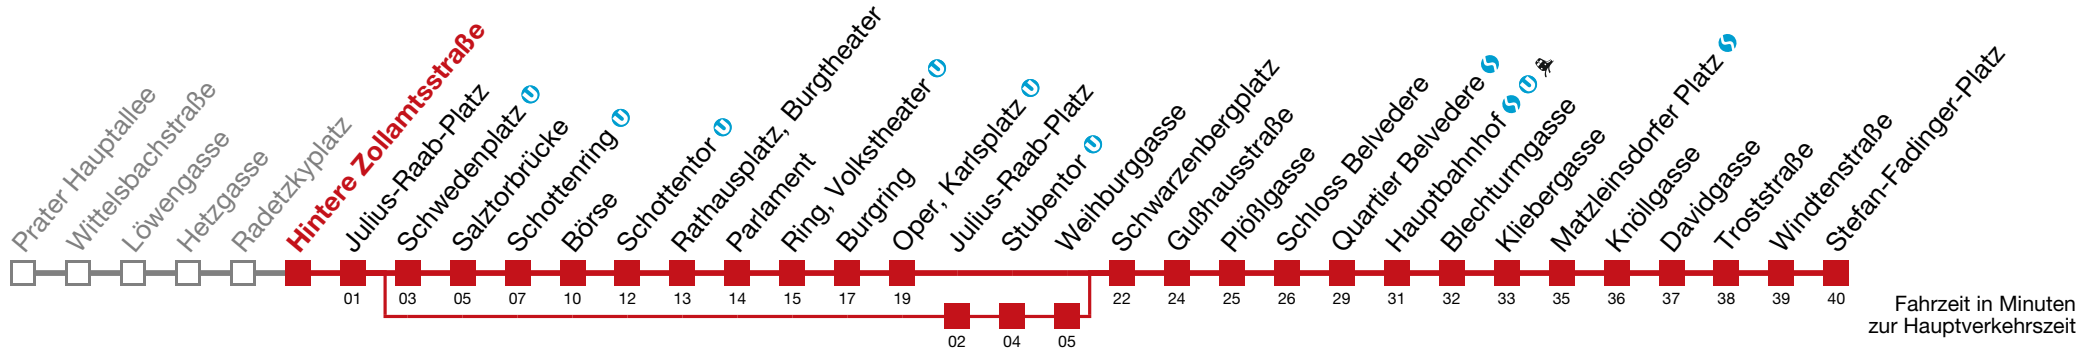 Prater Hauptallee
Wittelsbachstraße
Löwengasse
Hetzgasse
Radetzkyplatz
Hintere Zollamtsstraße
Julius-Raab-Platz
Schwedenplatz U
Salztorbrücke
Schottenring U
Börse
Schottentor U
Rathausplatz, Burgtheater
Parlament
Ring, Volkstheater U
Burgring
Oper, Karlsplatz U
Julius-Raab-Platz
Stubentor U
Weihburggasse
Schwarzenbergplatz
Gußhausstraße
Plößlgasse
Schloss Belvedere
Quartier Belvedere S
Hauptbahnhof S U
Blechturmgasse
Kliebergasse
Matzleinsdorfer Platz S
Knöllgasse
Davidgasse
Troststraße
Windtenstraße
Stefan-Fadinger-Platz
01 03 05 07 10 12 13 14 15 17 19 22 24 25 26 29 31 32 33 35 36 37 38 39 40
02 04 05
Fahrzeit in Minuten
zur Hauptverkehrszeit